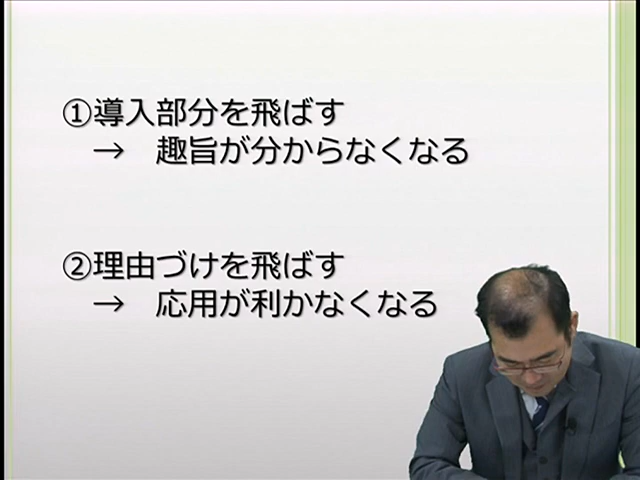 ①導入部分を飛ばす
→ 趣旨が分からなくなる
②理由づけを飛ばす
→ 応用が利かなくなる